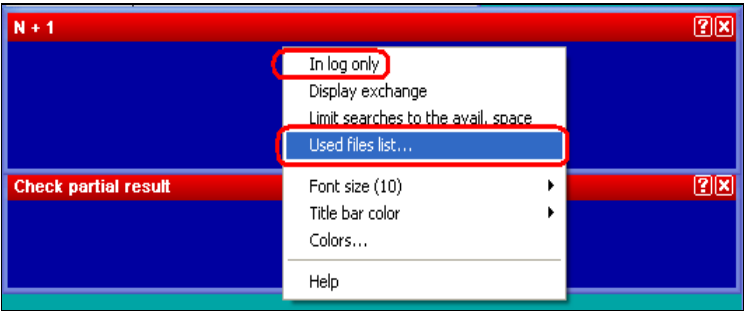 N + 1
In log only
Display exchange
Limit searches to the avail. space
Used files list...
Check partial result
Font size (10)
Title bar color
Colors...
Help